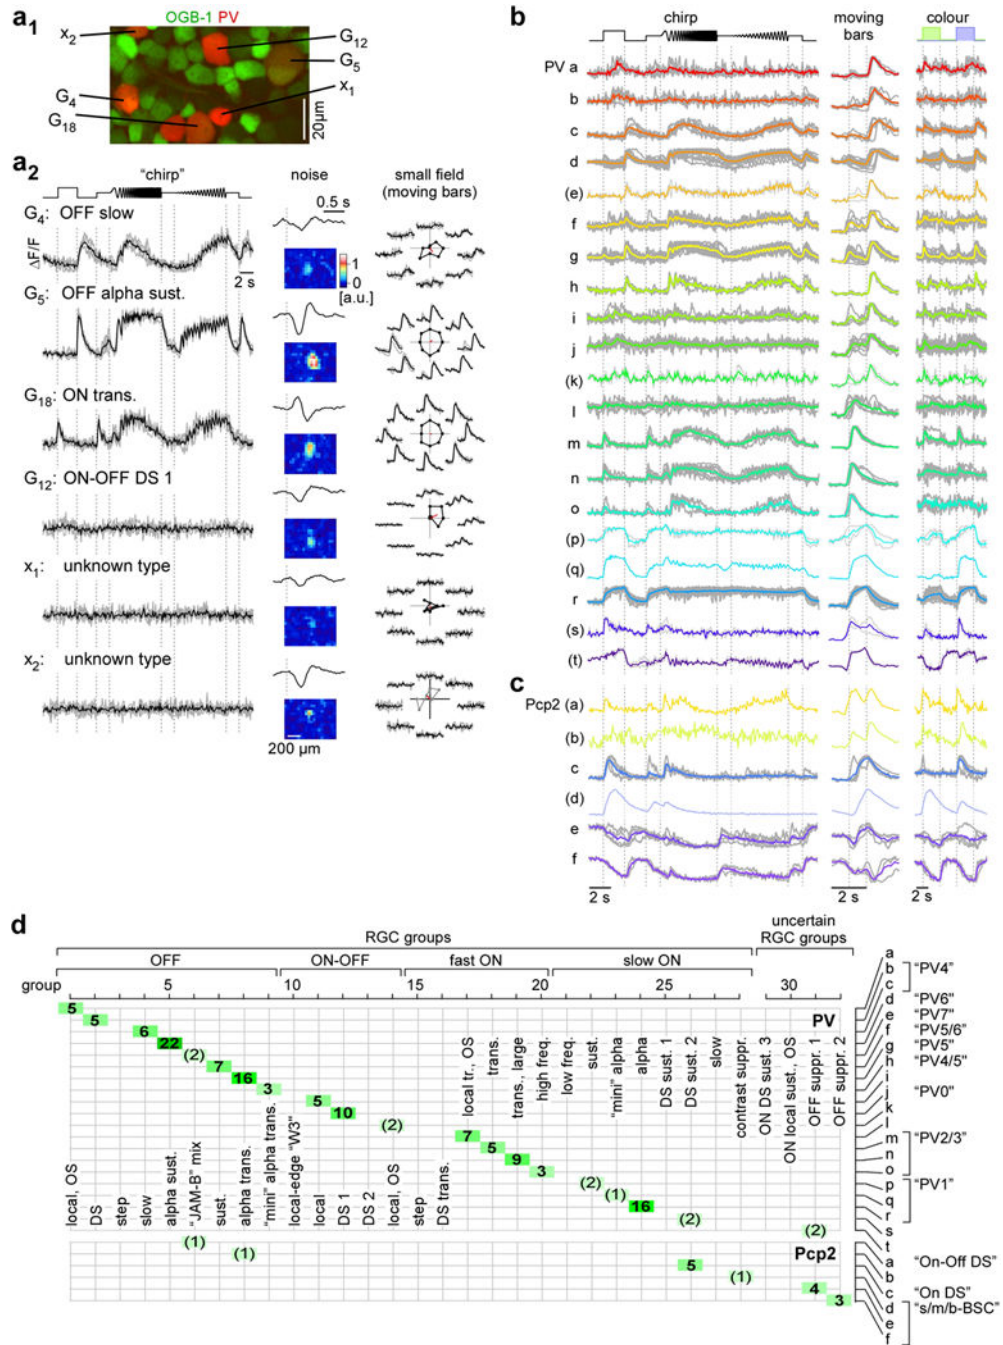 a1
OGB-1 PV
x2
G12
G5
x1
G4
G18
20µm
a2
"chirp"
noise
small field
(moving bars)
0.5 s
G4: OFF slow
ΔF/F
2 s
1
0
[a.u.]
G5: OFF alpha sust.
G18: ON trans.
G12: ON-OFF DS 1
x1: unknown type
x2: unknown type
200 µm
b
chirp
moving
bars
colour
PV a
b
c
d
(e)
f
g
h
i
j
(k)
l
m
n
o
(p)
(q)
r
(s)
(t)
c
Pcp2 (a)
(b)
c
(d)
e
f
2 s
2 s
2 s
d
RGC groups
uncertain
RGC groups
OFF
ON-OFF
fast ON
slow ON
group
5
10
15
20
25
30
PV
5
5
6
22
(2)
7
16
3
5
10
(2)
7
5
9
3
(2)
(1)
16
(2)
(2)
local, OS
DS
step
slow
alpha sust.
"JAM-B" mix
sust.
alpha trans.
"mini" alpha trans.
local-edge "W3"
local
DS 1
DS 2
local, OS
step
DS trans.
local tr., OS
trans.
trans., large
high freq.
low freq.
sust.
"mini" alpha
alpha
DS sust. 1
DS sust. 2
slow
contrast suppr.
ON DS sust. 3
ON local sust., OS
OFF suppr. 1
OFF suppr. 2
Pcp2
(1)
(1)
5
(1)
4
3
a
b
c
"PV4"
d "PV6"
e "PV7"
f "PV5/6"
g "PV5"
h "PV4/5"
i
j "PV0"
k
l
m
n
o
"PV2/3"
p
q
r
"PV1"
s
t
a "On-Off DS"
b
c "On DS"
d "s/m/b-BSC"
e
f